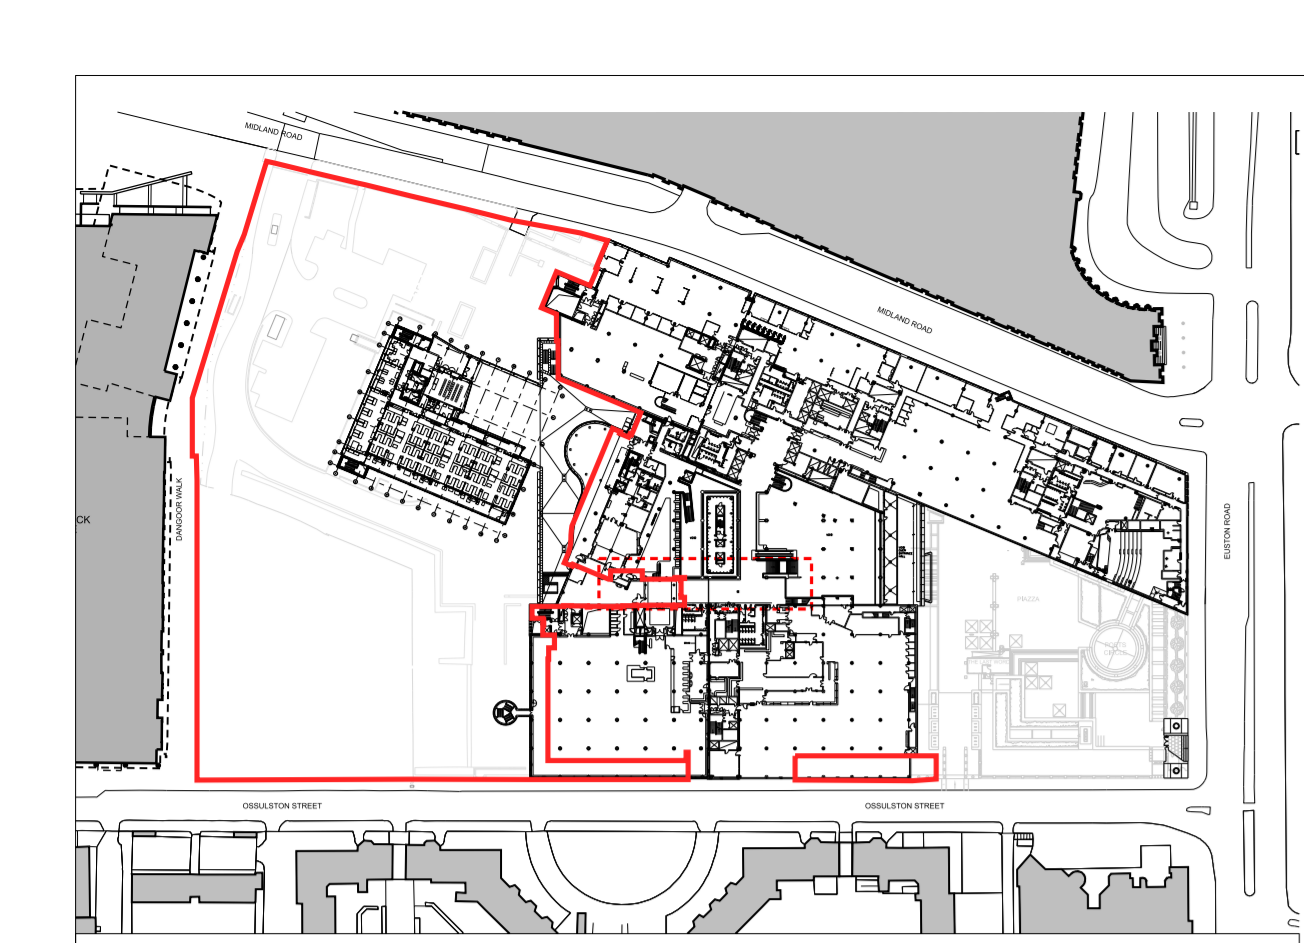 MIDLAND ROAD
MIDLAND ROAD
CK
DANGOOR WALK
EUSTON ROAD
PIAZZA
OSSULSTON STREET
OSSULSTON STREET